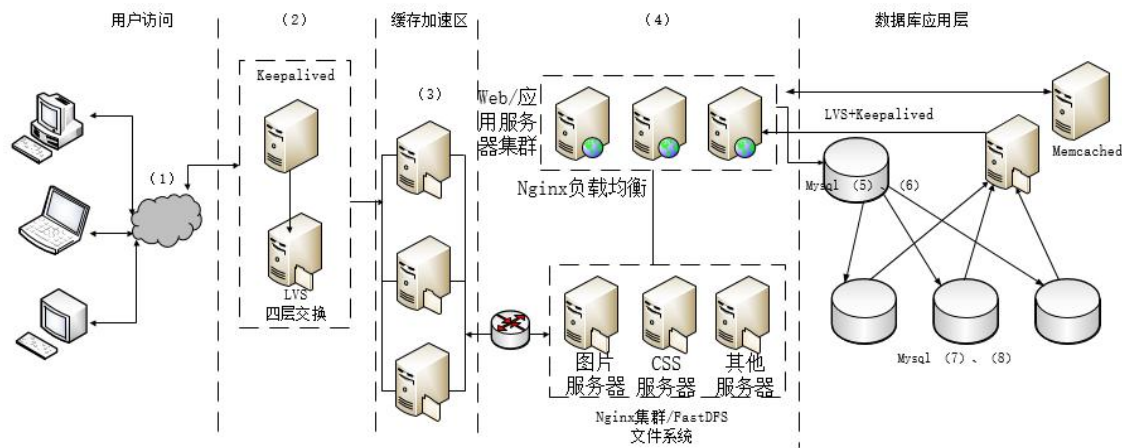 用户访问
（2）
缓存加速区
（4）
数据库应用层
Keepalived
（3）
Web/应
用服务
器集群
LVS+Keepalived
Memcached
（1）
Nginx负载均衡
Mysql （5）、（6）
LVS
四层交换
图片
服务器
CSS
服务器
其他
服务器
Mysql （7）、（8）
Nginx集群/FastDFS
文件系统